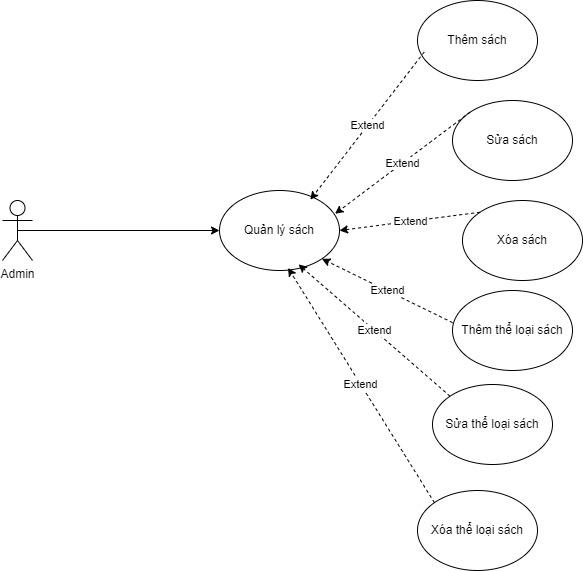 Thêm sách
Extend
Sửa sách
Extend
Quản lý sách
Extend
Xóa sách
Admin
Extend
Thêm thể loại sách
Extend
Sửa thể loại sách
Extend
Xóa thể loại sách